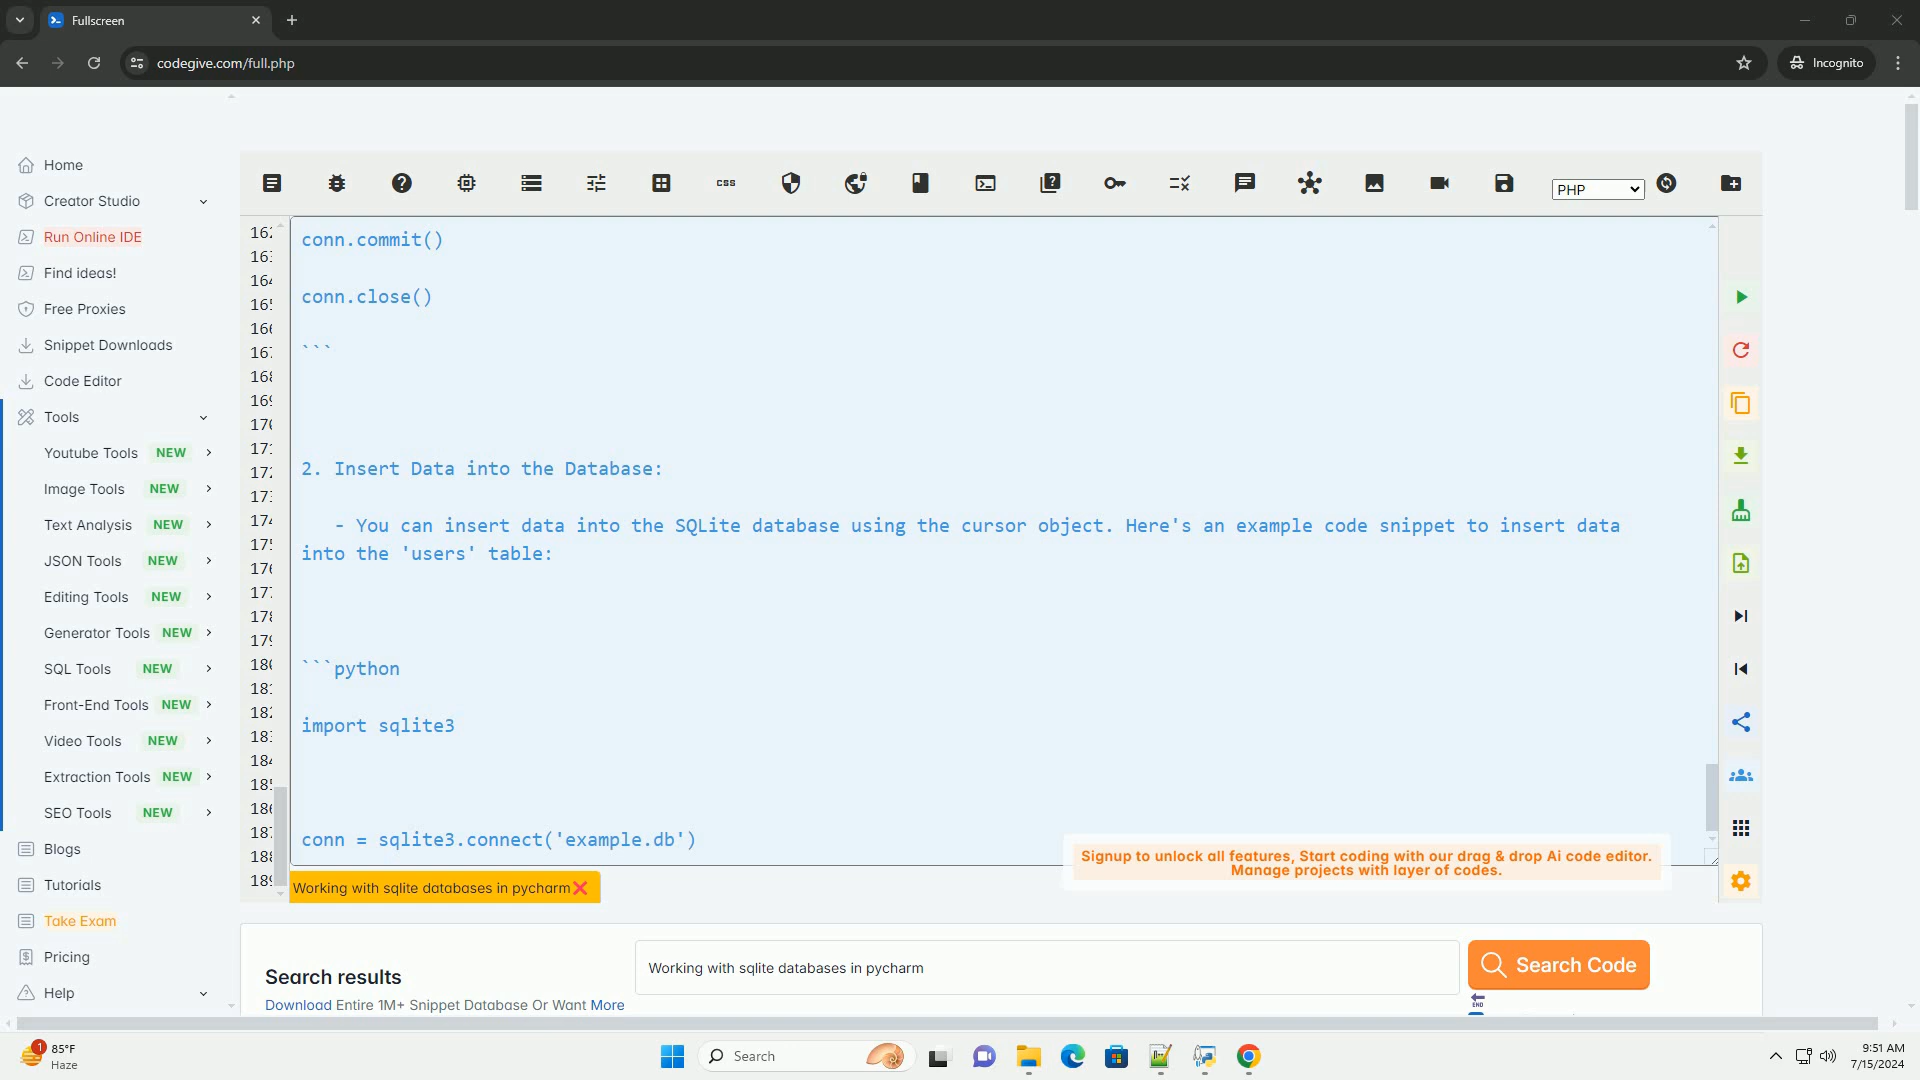 Fullscreen
codegive.com/full.php
Incognito
Home
Creator Studio
Run Online IDE
Find ideas!
Free Proxies
Snippet Downloads
Code Editor
Tools
Youtube Tools NEW
Image Tools NEW
Text Analysis NEW
JSON Tools NEW
Editing Tools NEW
Generator Tools NEW
SQL Tools NEW
Front-End Tools NEW
Video Tools NEW
Extraction Tools NEW
SEO Tools NEW
Blogs
Tutorials
Take Exam
Pricing
Help
css
PHP
conn.commit()
conn.close()
```
2. Insert Data into the Database:
- You can insert data into the SQLite database using the cursor object. Here's an example code snippet to insert data
into the 'users' table:
```python
import sqlite3
conn = sqlite3.connect('example.db')
Signup to unlock all features, Start coding with our drag & drop Ai code editor.
Manage projects with layer of codes.
Working with sqlite databases in pycharm
Search results
Download Entire 1M+ Snippet Database Or Want More
Working with sqlite databases in pycharm
Search Code
END
1
85°F
Haze
Search
9:51 AM
7/15/2024